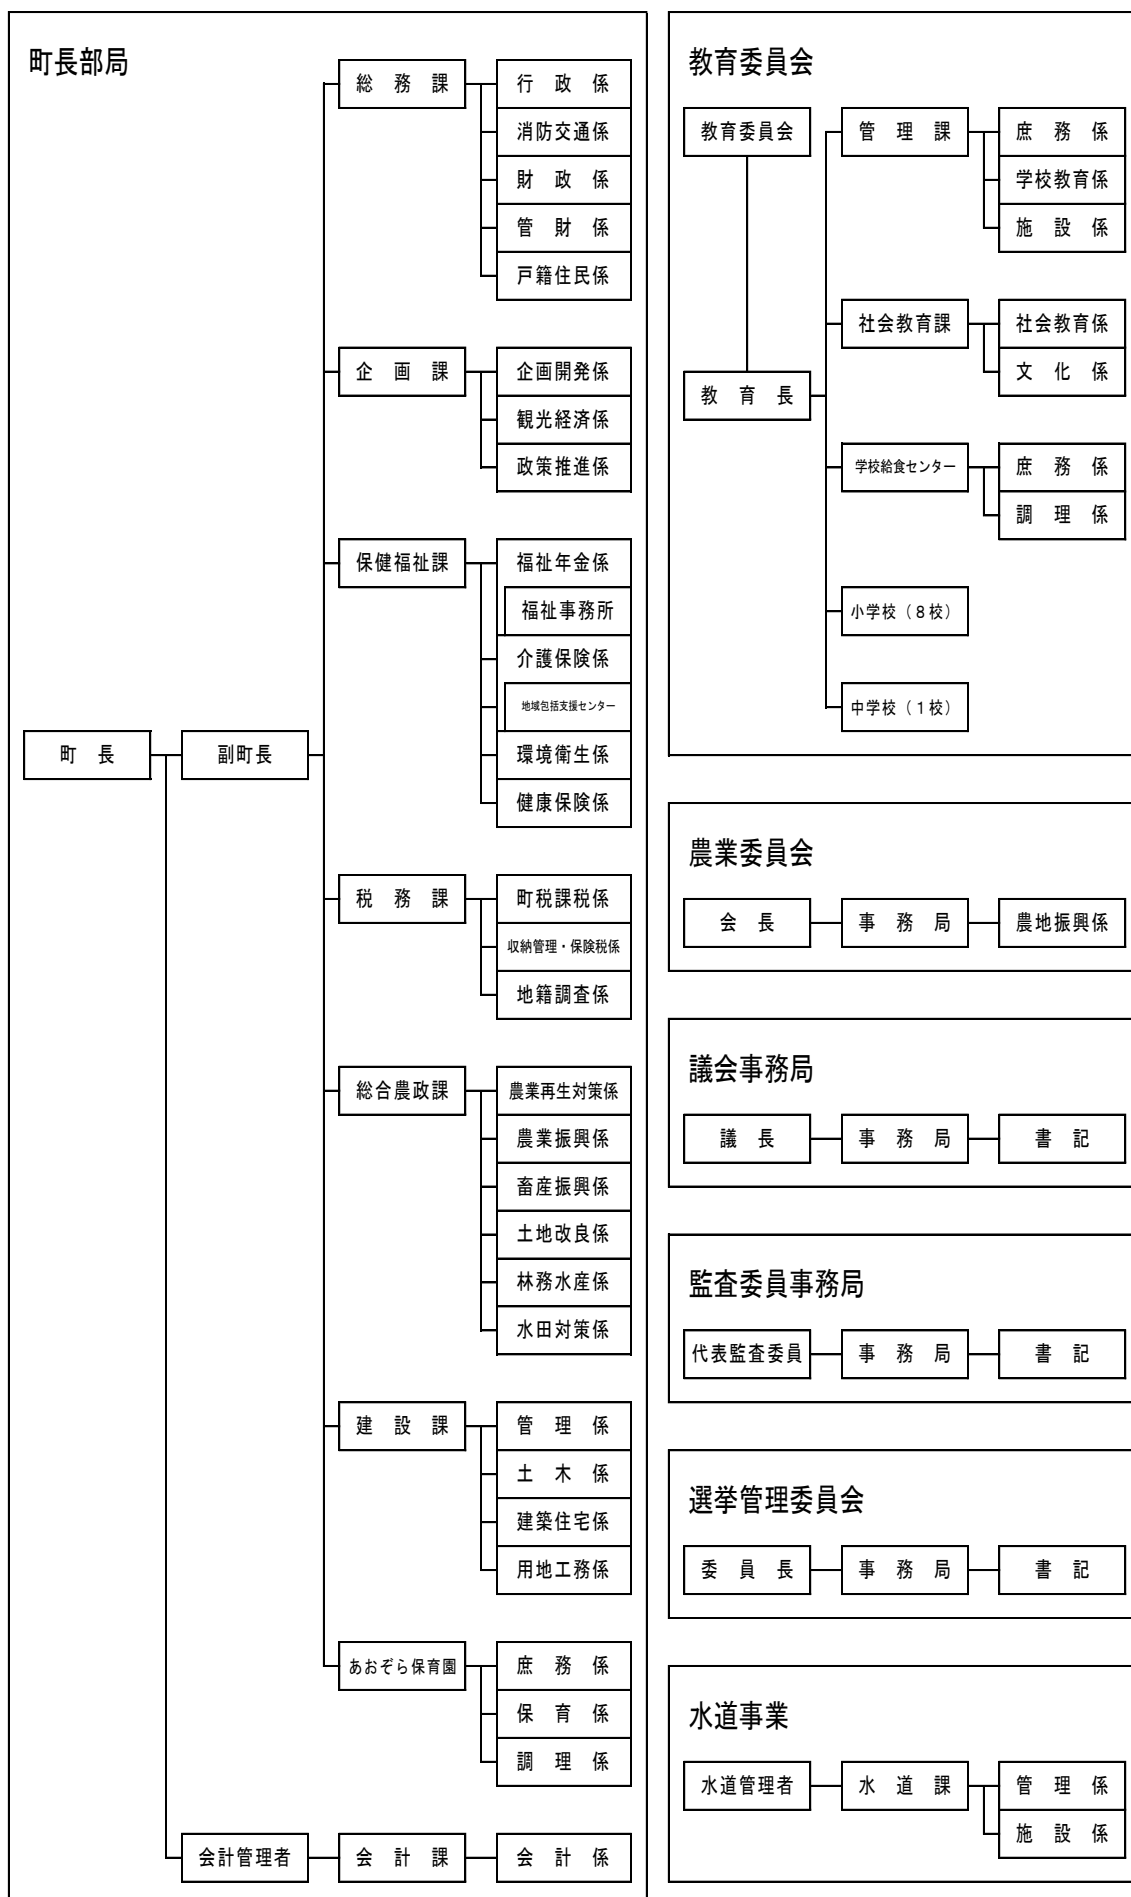 町長部局
総務課
行政係
消防交通係
財政係
管財係
戸籍住民係
企画課
企画開発係
観光経済係
政策推進係
保健福祉課
福祉年金係
福祉事務所
介護保険係
地域包括支援センター
環境衛生係
健康保険係
町長
副町長
税務課
町税課税係
収納管理・保険税係
地籍調査係
総合農政課
農業再生対策係
農業振興係
畜産振興係
土地改良係
林務水産係
水田対策係
建設課
管理係
土木係
建築住宅係
用地工務係
あおぞら保育園
庶務係
保育係
調理係
会計管理者
会計課
会計係
教育委員会
教育委員会
管理課
庶務係
学校教育係
施設係
社会教育課
社会教育係
文化係
教育長
学校給食センター
庶務係
調理係
小学校（８校）
中学校（１校）
農業委員会
会長
事務局
農地振興係
議会事務局
議長
事務局
書記
監査委員事務局
代表監査委員
事務局
書記
選挙管理委員会
委員長
事務局
書記
水道事業
水道管理者
水道課
管理係
施設係